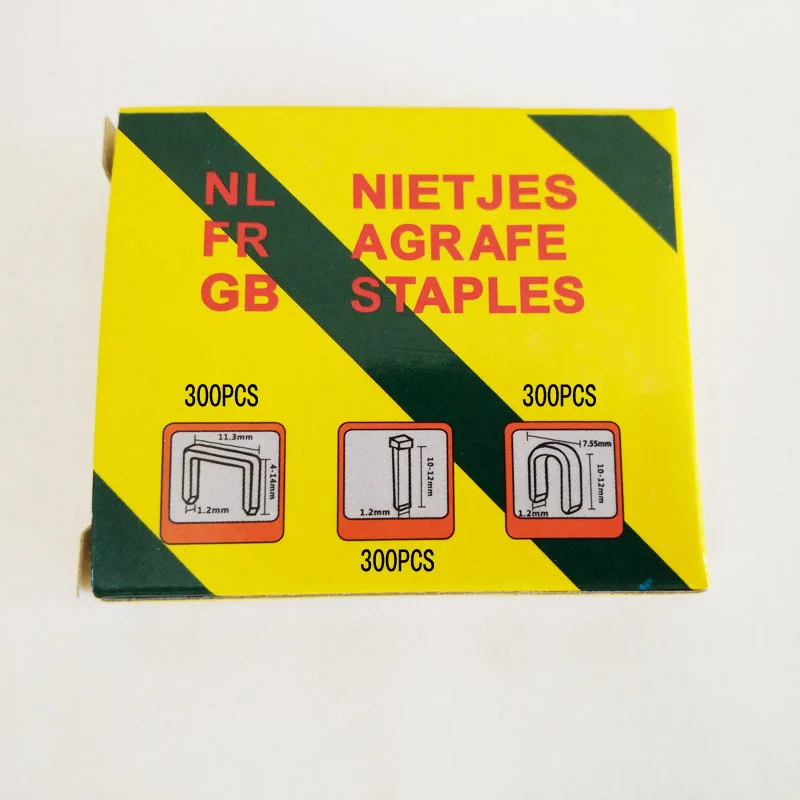 NL NIETJES
FR AGRAFE
GB STAPLES
300PCS 300PCS
11.3mm
4-14mm
1.2mm
10-12mm
1.2mm
7.55mm
10-12mm
1.2mm
300PCS